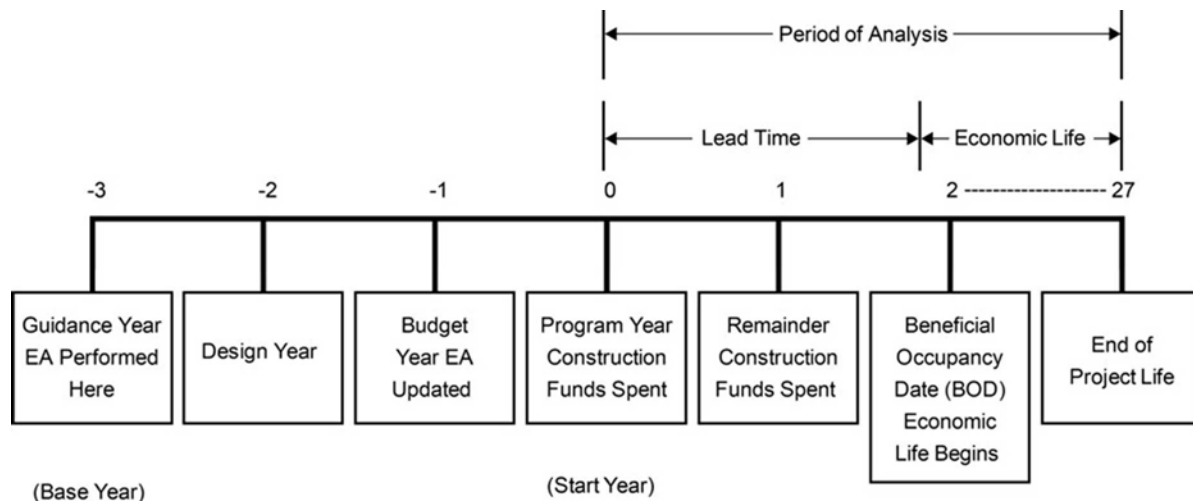 Period of Analysis
Lead Time
Economic Life
-3
-2
-1
0
1
2 ---------------------- 27
Guidance Year
EA Performed
Here
Design Year
Budget
Year EA
Updated
Program Year
Construction
Funds Spent
Remainder
Construction
Funds Spent
Beneficial
Occupancy
Date (BOD)
Economic
Life Begins
End of
Project Life
(Base Year)
(Start Year)